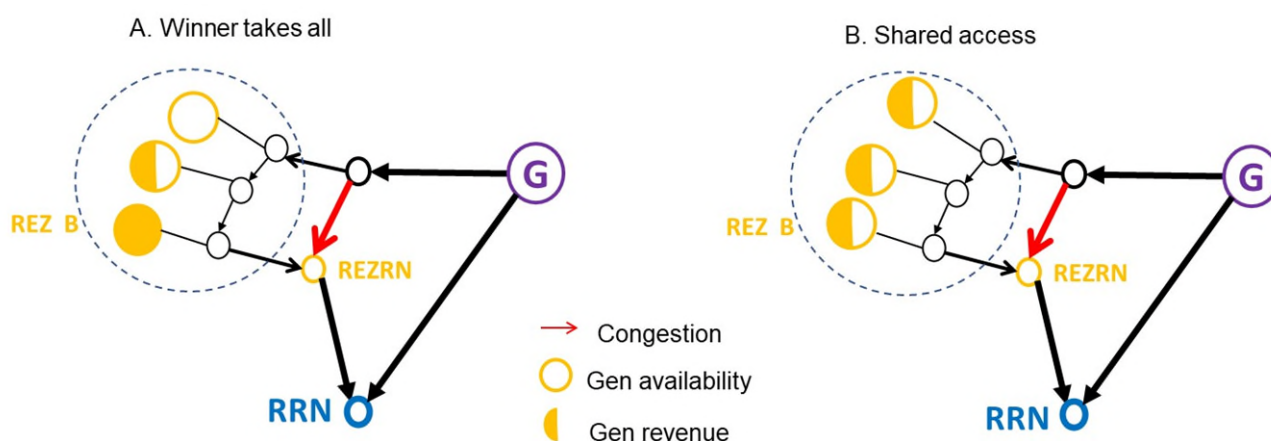 A. Winner takes all
B. Shared access
G
G
REZ B
REZRN
REZ B
REZRN
Congestion
Gen availability
RRN
Gen revenue
RRN